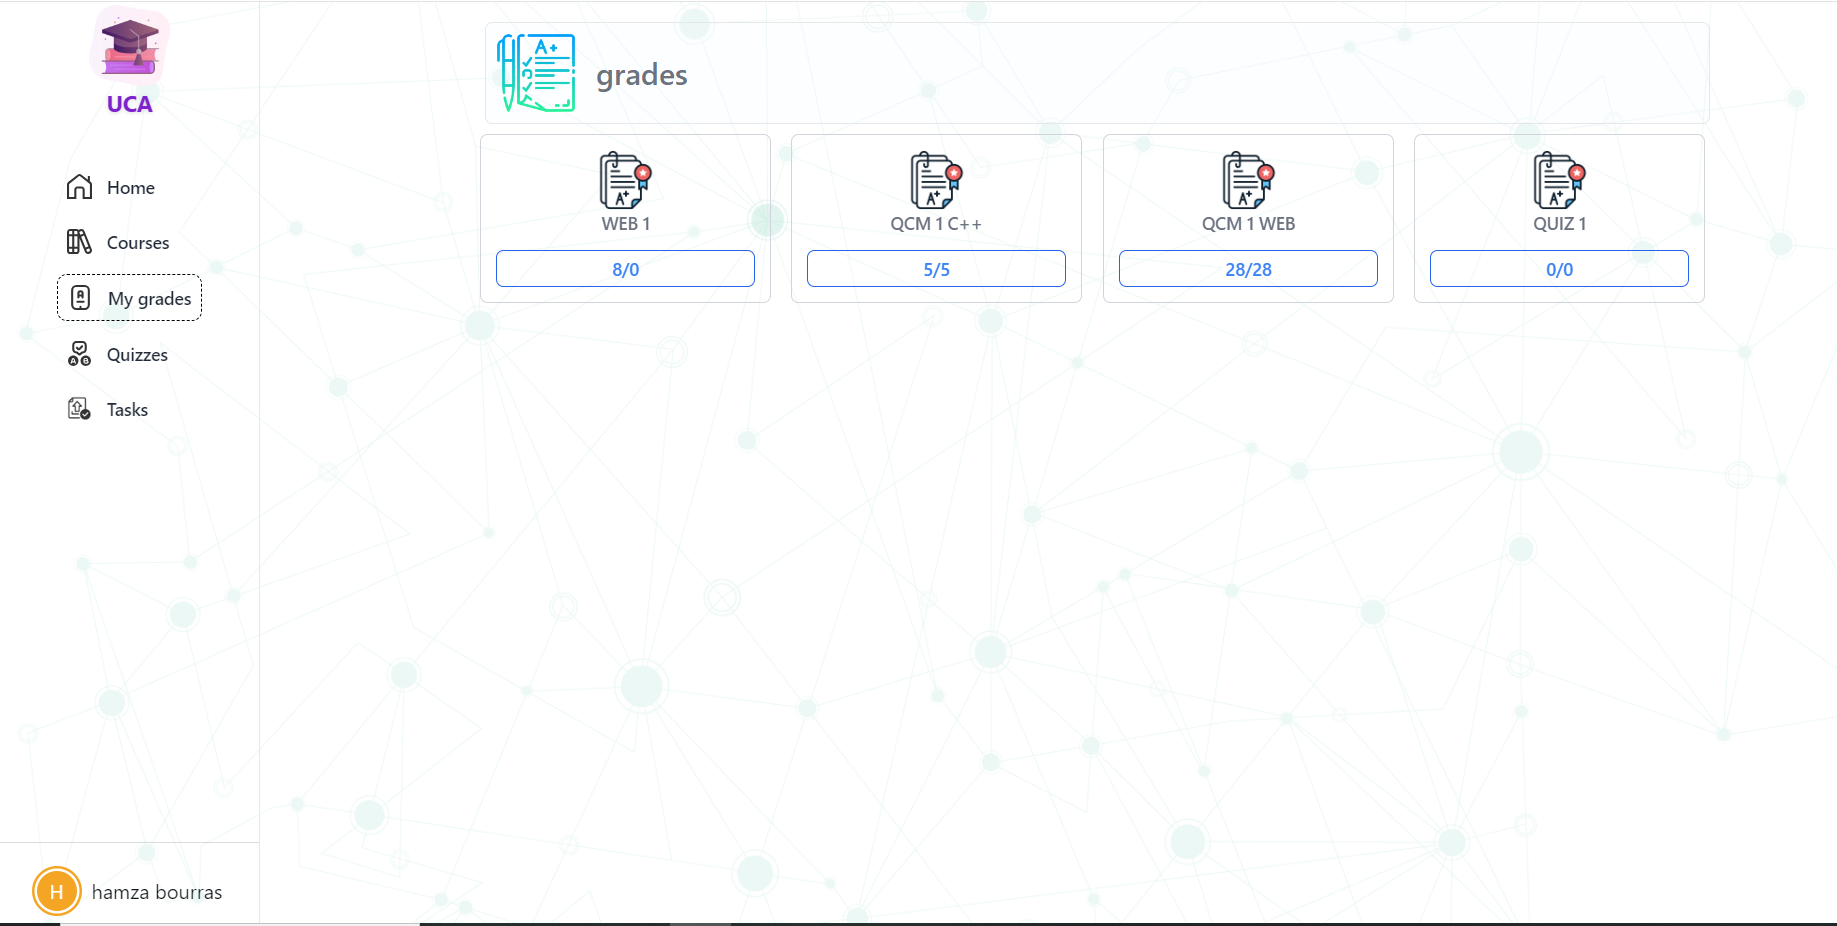 UCA
Home
Courses
My grades
Quizzes
Tasks
H
hamza bourras
A+
grades
A+
WEB 1
8/0
A+
QCM 1 C++
5/5
A+
QCM 1 WEB
28/28
A+
QUIZ 1
0/0